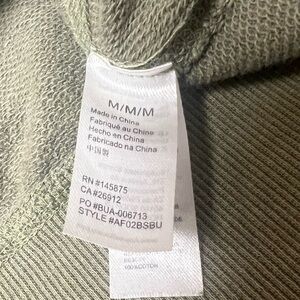 M/M/M
Made in China
Fabriqué au Chine
Hecho en China
Fabricado na China
中国製
RN #145875
CA #26912
PO #BUA-006713
STYLE #AF02BSBU
100%COTTON